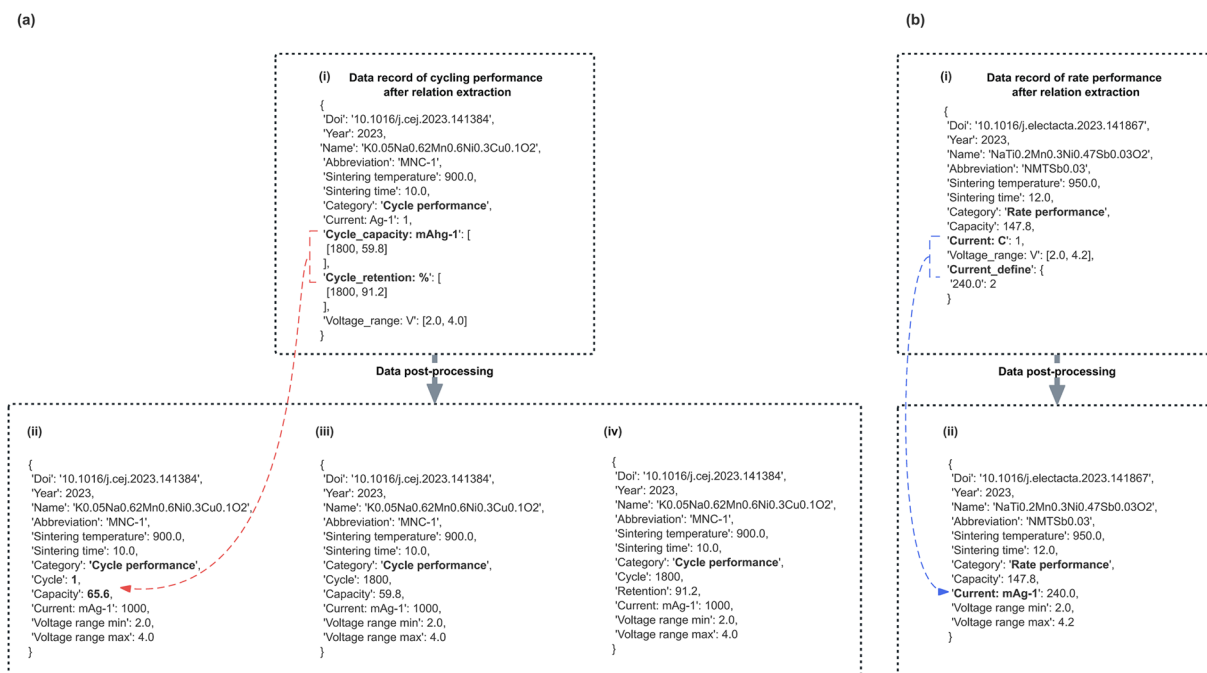 (a)
(i) Data record of cycling performance
after relation extraction
{
'Doi': '10.1016/j.cej.2023.141384',
'Year': 2023,
'Name': 'K0.05Na0.62Mn0.6Ni0.3Cu0.1O2',
'Abbreviation': 'MNC-1',
'Sintering temperature': 900.0,
'Sintering time': 10.0,
'Category': 'Cycle performance',
'Current: Ag-1': 1,
'Cycle_capacity: mAhg-1': [
[1800, 59.8]
],
'Cycle_retention: %': [
[1800, 91.2]
],
'Voltage_range: V': [2.0, 4.0]
}
Data post-processing
(ii)
{
'Doi': '10.1016/j.cej.2023.141384',
'Year': 2023,
'Name': 'K0.05Na0.62Mn0.6Ni0.3Cu0.1O2',
'Abbreviation': 'MNC-1',
'Sintering temperature': 900.0,
'Sintering time': 10.0,
'Category': 'Cycle performance',
'Cycle': 1,
'Capacity': 65.6,
'Current: mAg-1': 1000,
'Voltage range min': 2.0,
'Voltage range max': 4.0
}
(iii)
{
'Doi': '10.1016/j.cej.2023.141384',
'Year': 2023,
'Name': 'K0.05Na0.62Mn0.6Ni0.3Cu0.1O2',
'Abbreviation': 'MNC-1',
'Sintering temperature': 900.0,
'Sintering time': 10.0,
'Category': 'Cycle performance',
'Cycle': 1800,
'Capacity': 59.8,
'Current: mAg-1': 1000,
'Voltage range min': 2.0,
'Voltage range max': 4.0
}
(iv)
{
'Doi': '10.1016/j.cej.2023.141384',
'Year': 2023,
'Name': 'K0.05Na0.62Mn0.6Ni0.3Cu0.1O2',
'Abbreviation': 'MNC-1',
'Sintering temperature': 900.0,
'Sintering time': 10.0,
'Category': 'Cycle performance',
'Cycle': 1800,
'Retention': 91.2,
'Current: mAg-1': 1000,
'Voltage range min': 2.0,
'Voltage range max': 4.0
}
(b)
(i) Data record of rate performance
after relation extraction
{
'Doi': '10.1016/j.electacta.2023.141867',
'Year': 2023,
'Name': 'NaTi0.2Mn0.3Ni0.47Sb0.03O2',
'Abbreviation': 'NMTSb0.03',
'Sintering temperature': 950.0,
'Sintering time': 12.0,
'Category': 'Rate performance',
'Capacity': 147.8,
'Current: C': 1,
'Voltage_range: V': [2.0, 4.2],
'Current_define': {
'240.0': 2
}
Data post-processing
(ii)
{
'Doi': '10.1016/j.electacta.2023.141867',
'Year': 2023,
'Name': 'NaTi0.2Mn0.3Ni0.47Sb0.03O2',
'Abbreviation': 'NMTSb0.03',
'Sintering temperature': 950.0,
'Sintering time': 12.0,
'Category': 'Rate performance',
'Capacity': 147.8,
'Current: mAg-1': 240.0,
'Voltage range min': 2.0,
'Voltage range max': 4.2
}